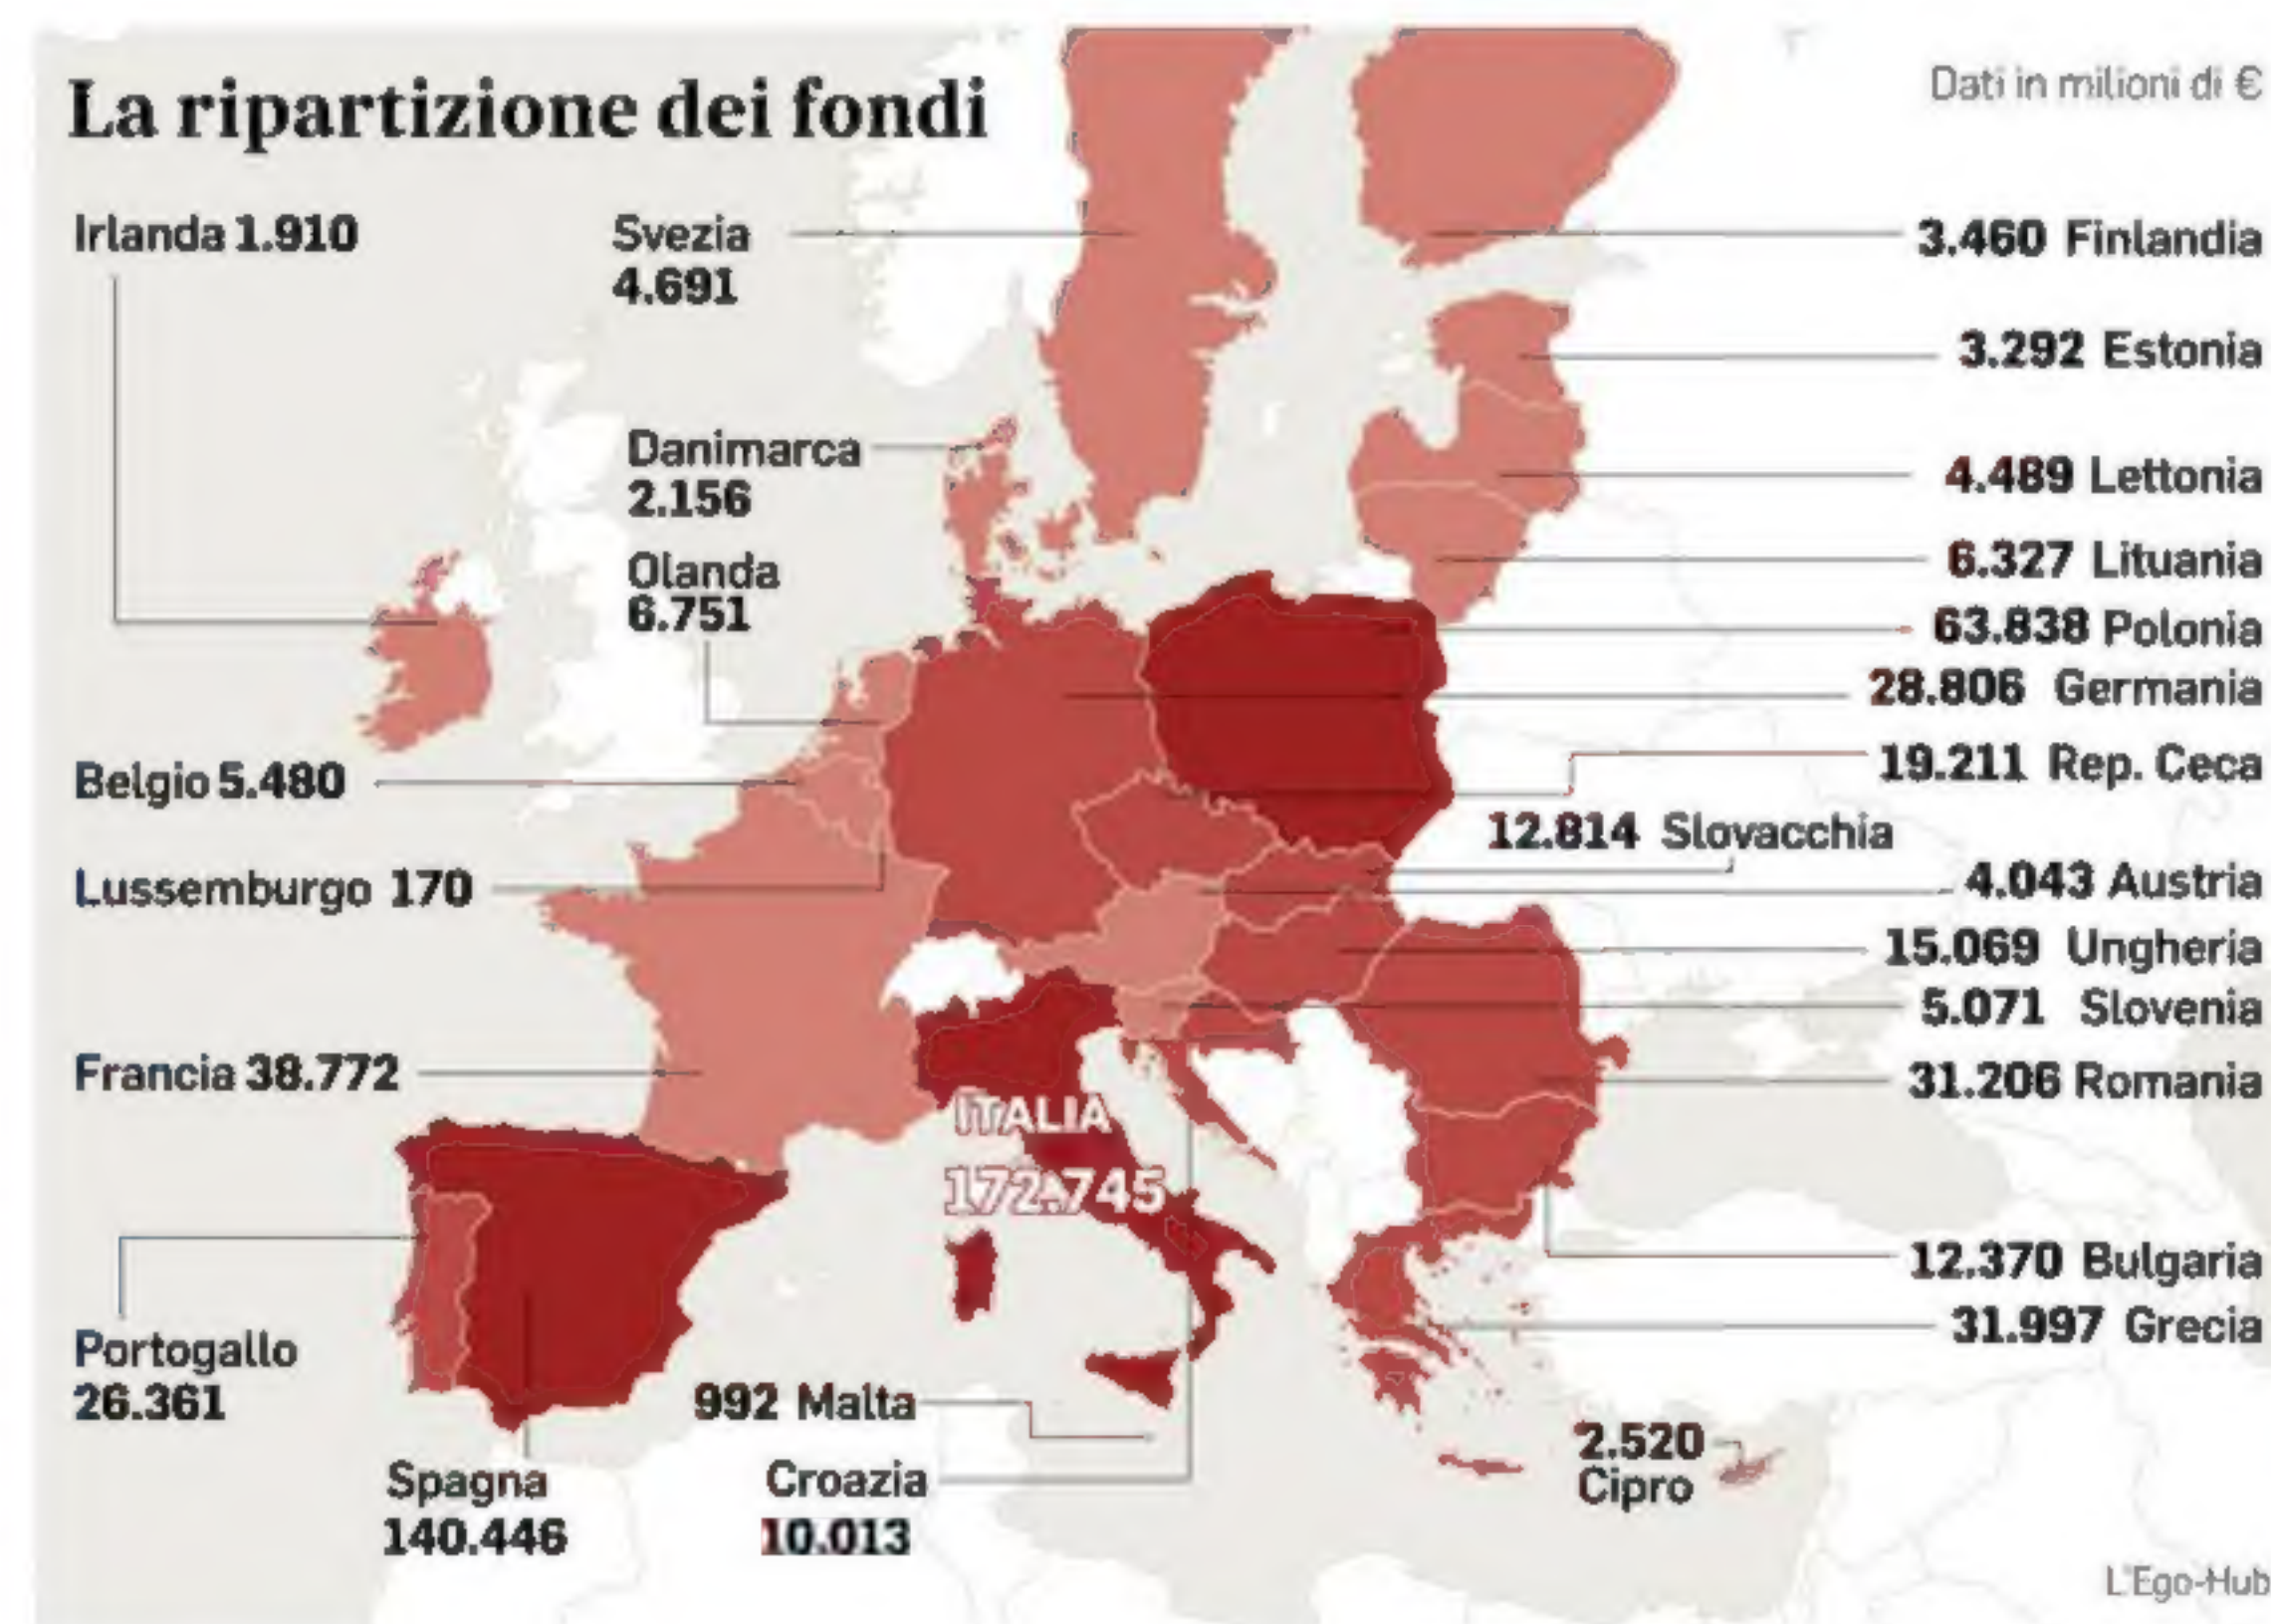 La ripartizione dei fondi
Dati in milioni di €
Irlanda 1.910
Svezia
4.691
3.460 Finlandia
3.292 Estonia
Danimarca
2.156
4.489 Lettonia
Olanda
6.751
6.327 Lituania
63.838 Polonia
28.806 Germania
Belgio 5.480
19.211 Rep. Ceca
12.814 Slovacchia
Lussemburgo 170
4.043 Austria
15.069 Ungheria
5.071 Slovenia
Francia 38.772
31.206 Romania
ITALIA
172.745
12.370 Bulgaria
31.997 Grecia
Portogallo
26.361
992 Malta
2.520
Cipro
Spagna
140.446
Croazia
10.013
L'Ego-Hub